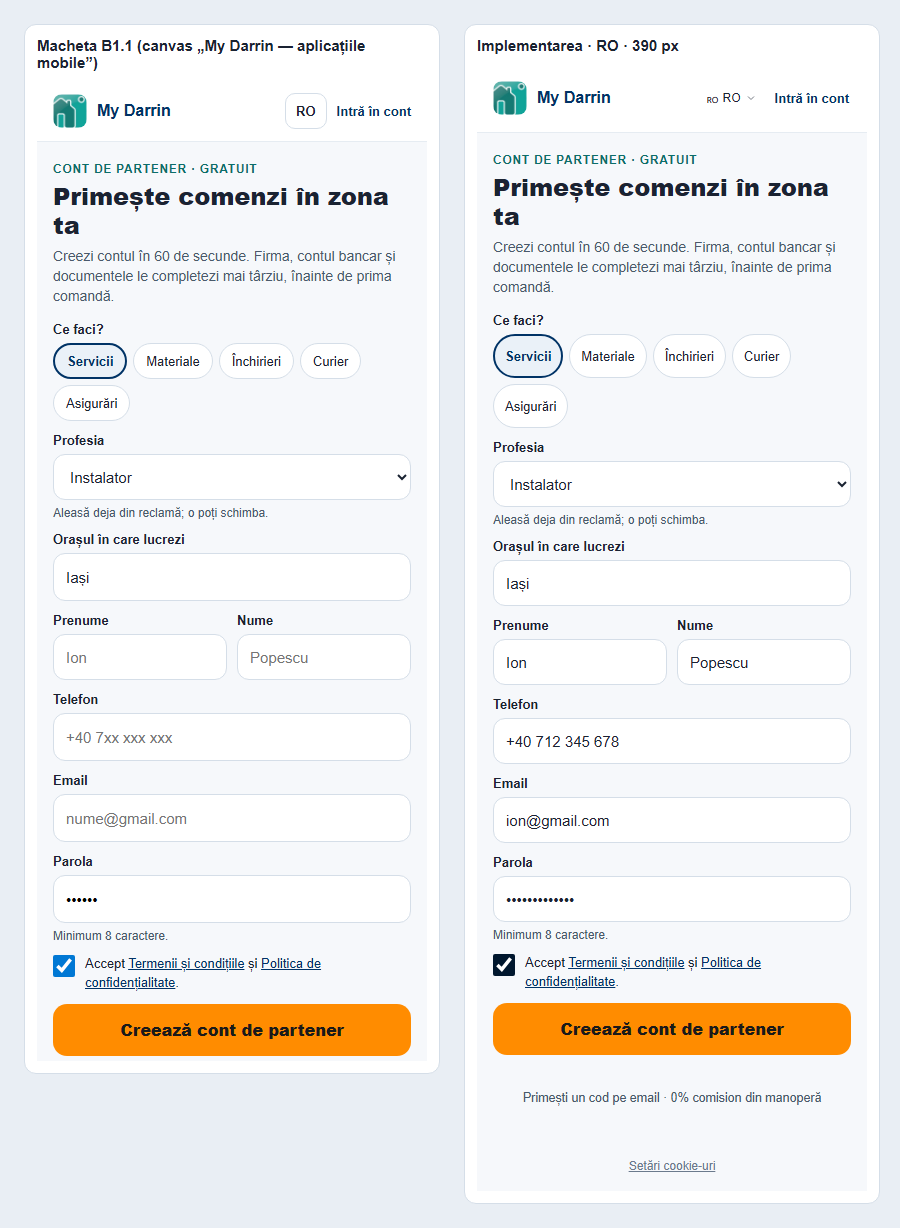 Macheta B1.1 (canvas „My Darrin — aplicațiile
mobile”)
My Darrin
RO
Intră în cont
CONT DE PARTENER · GRATUIT
Primește comenzi în zona
ta
Creezi contul în 60 de secunde. Firma, contul bancar și
documentele le completezi mai târziu, înainte de prima
comandă.
Ce faci?
Servicii
Materiale
Închirieri
Curier
Asigurări
Profesia
Instalator
Aleasă deja din reclamă; o poți schimba.
Orașul în care lucrezi
Iași
Prenume
Nume
Ion
Popescu
Telefon
+40 7xx xxx xxx
Email
nume@gmail.com
Parola
••••••
Minimum 8 caractere.
Accept Termenii și condițiile și Politica de
confidențialitate.
Creează cont de partener
Implementarea · RO · 390 px
My Darrin
RO RO
Intră în cont
CONT DE PARTENER · GRATUIT
Primește comenzi în zona
ta
Creezi contul în 60 de secunde. Firma, contul bancar și
documentele le completezi mai târziu, înainte de prima
comandă.
Ce faci?
Servicii
Materiale
Închirieri
Curier
Asigurări
Profesia
Instalator
Aleasă deja din reclamă; o poți schimba.
Orașul în care lucrezi
Iași
Prenume
Nume
Ion
Popescu
Telefon
+40 712 345 678
Email
ion@gmail.com
Parola
•••••••••••••
Minimum 8 caractere.
Accept Termenii și condițiile și Politica de
confidențialitate.
Creează cont de partener
Primești un cod pe email · 0% comision din manoperă
Setări cookie-uri